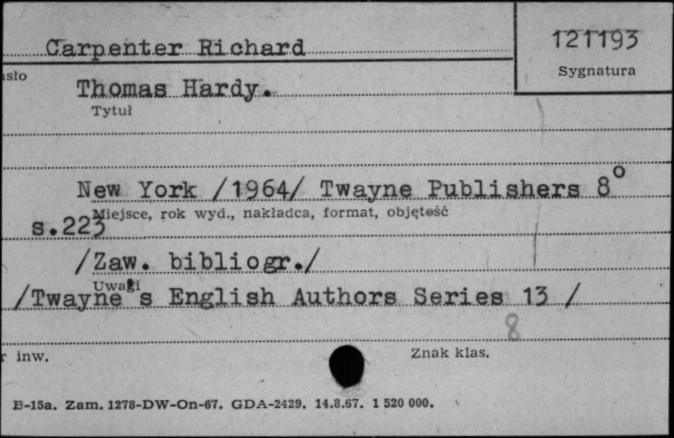 Carpenter Richard
121193
Sygnatura
Thomas Hardy.
Tytuł
New York /1964/ Twayne Publishers 8°
Miejsce, rok wyd., nakładca, format, objętość
s.223
/Zaw. bibliogr./
Uwagi
/Twayne's English Authors Series 13 /
8
inw.
Znak klas.
E-15a. Zam. 1278-DW-On-67. GDA-2429. 14.8.67. 1 520 000.